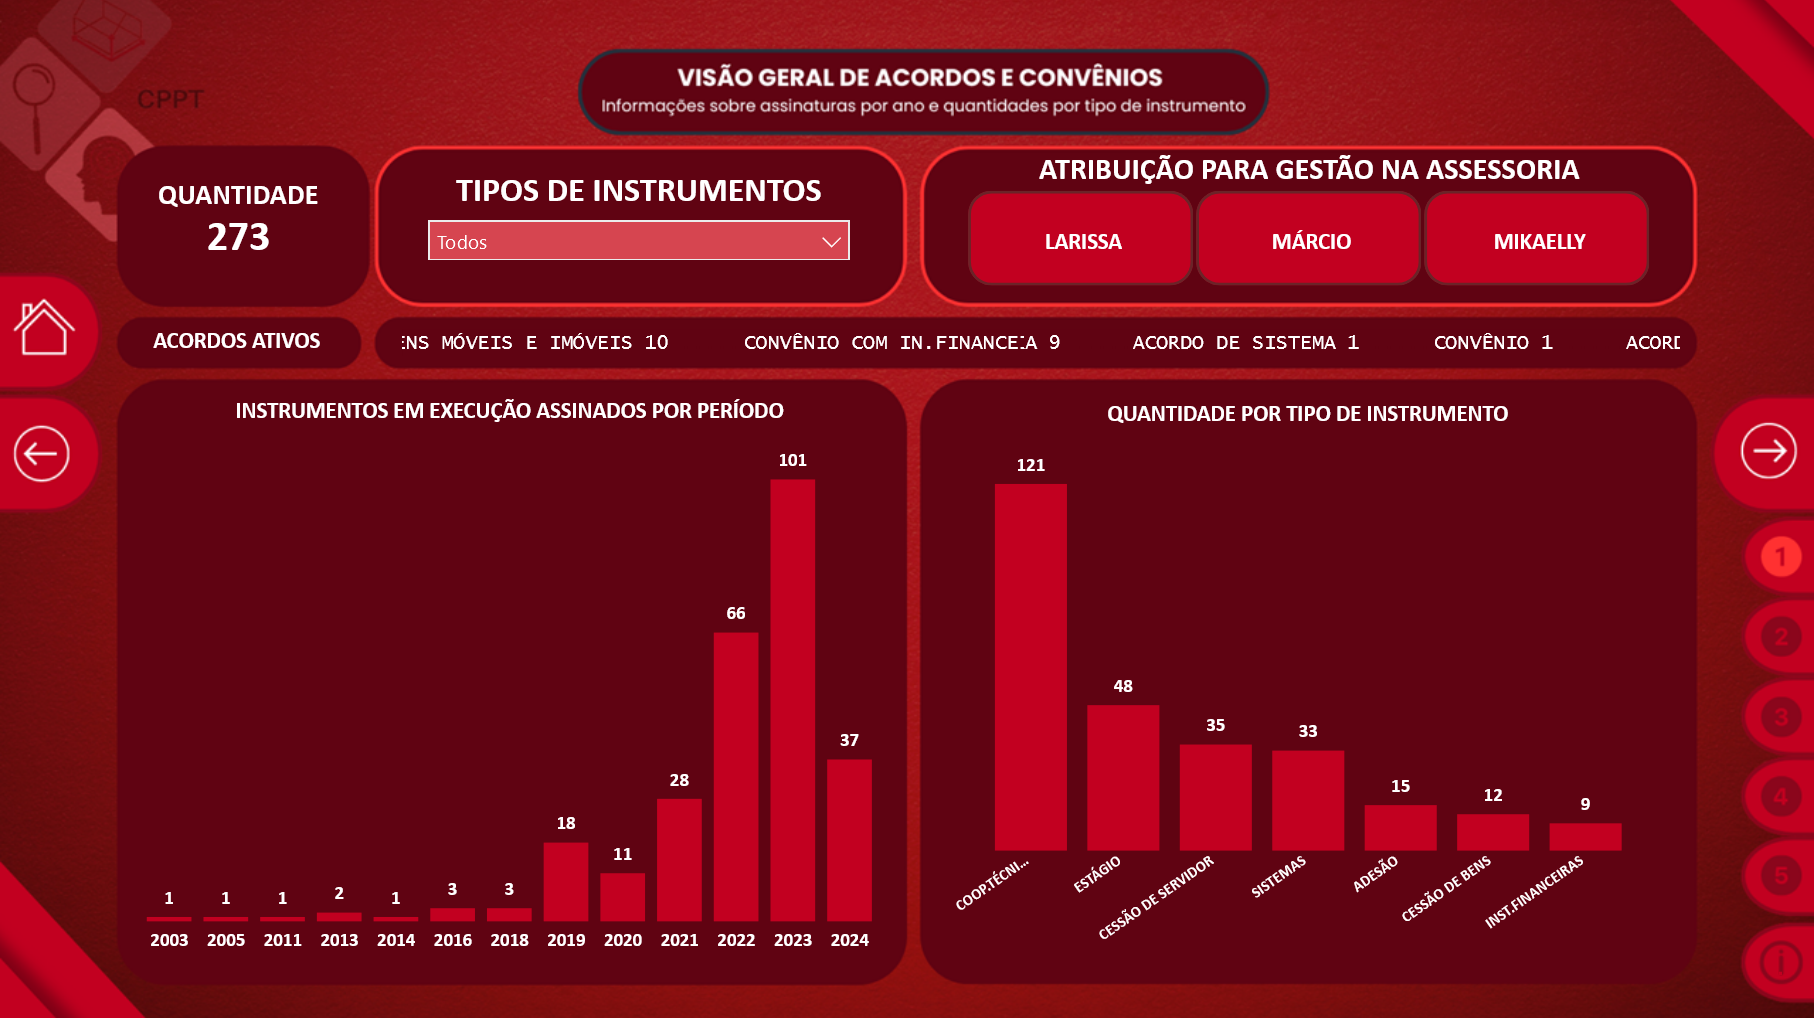 CPPT
VISÃO GERAL DE ACORDOS E CONVÊNIOS
Informações sobre assinaturas por ano e quantidades por tipo de instrumento
QUANTIDADE
273
TIPOS DE INSTRUMENTOS
Todos
ATRIBUIÇÃO PARA GESTÃO NA ASSESSORIA
LARISSA MÁRCIO MIKAELLY
ACORDOS ATIVOS
ENS MÓVEIS E IMÓVEIS 10 CONVÊNIO COM IN.FINANCEIA 9 ACORDO DE SISTEMA 1 CONVÊNIO 1 ACORD
INSTRUMENTOS EM EXECUÇÃO ASSINADOS POR PERÍODO
101
66
37
28
18
11
1 1 1 2 1 3 3
2003 2005 2011 2013 2014 2016 2018 2019 2020 2021 2022 2023 2024
QUANTIDADE POR TIPO DE INSTRUMENTO
121
48
35
33
15
12
9
COOP.TÉCNI...
ESTÁGIO
CESSÃO DE SERVIDOR
SISTEMAS
ADESÃO
CESSÃO DE BENS
INST.FINANCEIRAS
1
2
3
4
5
i